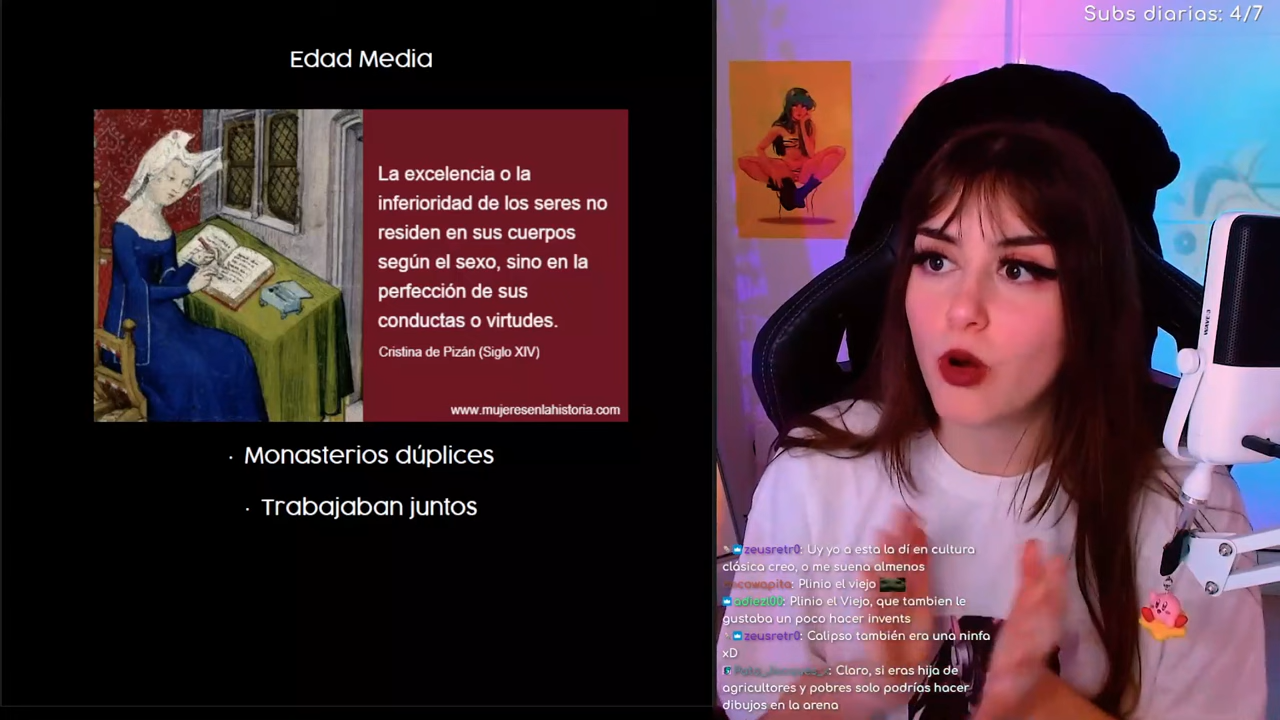 Edad Media
La excelencia o la
inferioridad de los seres no
residen en sus cuerpos
según el sexo, sino en la
perfección de sus
conductas o virtudes.
Cristina de Pizán (Siglo XIV)
www.mujeresenlahistoria.com
· Monasterios dúplices
· Trabajaban juntos
Subs diarias: 4/7
zeusretr0: Uy yo a esta la dí en cultura
clásica creo, o me suena almenos
Plinio el viejo
adiezl00: Plinio el Viejo, que tambien le
gustaba un poco hacer invents
zeusretr0: Calipso también era una ninfa
xD
: Claro, si eras hija de
agricultores y pobres solo podrías hacer
dibujos en la arena